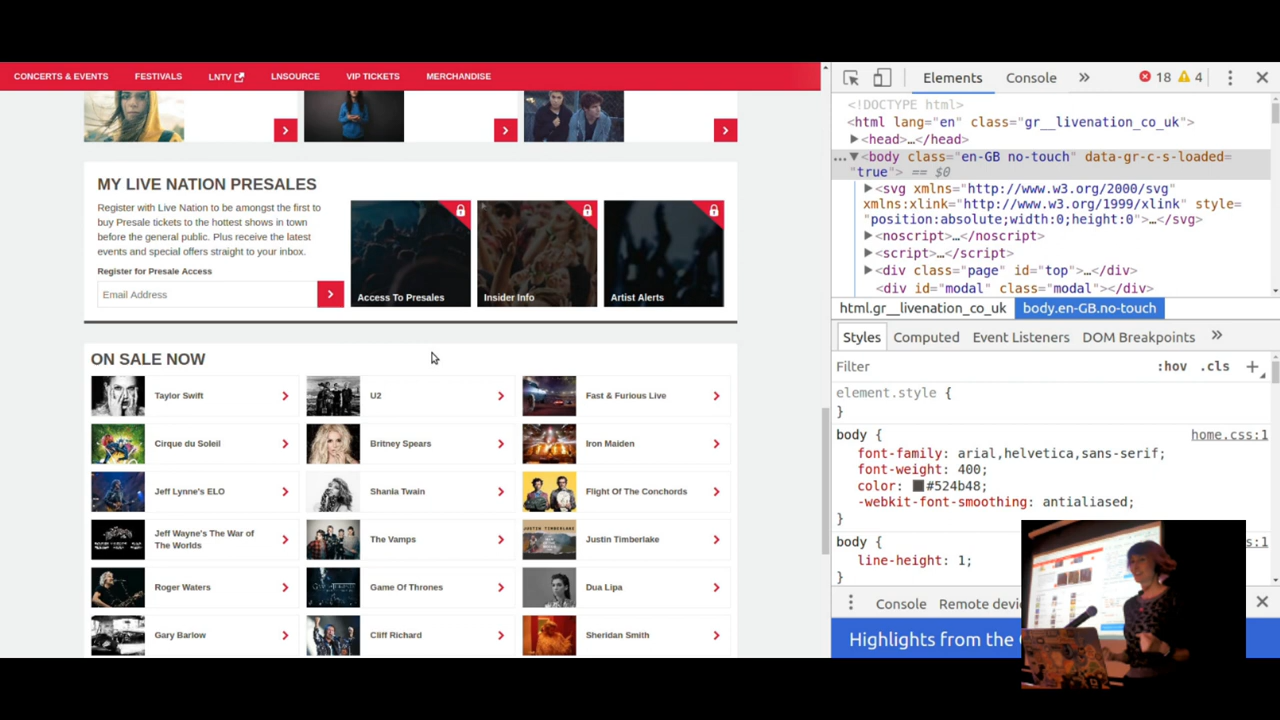 CONCERTS & EVENTS FESTIVALS LNTV LNSOURCE VIP TICKETS MERCHANDISE
MY LIVE NATION PRESALES
Register with Live Nation to be amongst the first to
buy Presale tickets to the hottest shows in town
before the general public. Plus receive the latest
events and special offers straight to your inbox.
Register for Presale Access
Email Address
Access To Presales
Insider Info
Artist Alerts
ON SALE NOW
Taylor Swift
U2
Fast & Furious Live
Cirque du Soleil
Britney Spears
Iron Maiden
Jeff Lynne's ELO
Shania Twain
Flight Of The Conchords
Jeff Wayne's The War of
The Worlds
The Vamps
JUSTIN TIMBERLAKE
Justin Timberlake
Roger Waters
Game Of Thrones
Dua Lipa
Gary Barlow
Cliff Richard
Sheridan Smith
Elements Console » 18 4
<!DOCTYPE html>
<html lang="en" class="gr__livenation_co_uk">
<head>…</head>
…<body class="en-GB no-touch" data-gr-c-s-loaded=
"true"> == $0
<svg xmlns="http://www.w3.org/2000/svg"
xmlns:xlink="http://www.w3.org/1999/xlink" style=
"position:absolute;width:0;height:0">…</svg>
<noscript>…</noscript>
<script>…</script>
<div class="page" id="top">…</div>
<div id="modal" class="modal"></div>
html.gr__livenation_co_uk body.en-GB.no-touch
Styles Computed Event Listeners DOM Breakpoints »
Filter :hov .cls +
element.style {
}
body { home.css:1
font-family: arial,helvetica,sans-serif;
font-weight: 400;
color: #524b48;
-webkit-font-smoothing: antialiased;
}
body { s:1
line-height: 1;
}
Console Remote devi
Highlights from the